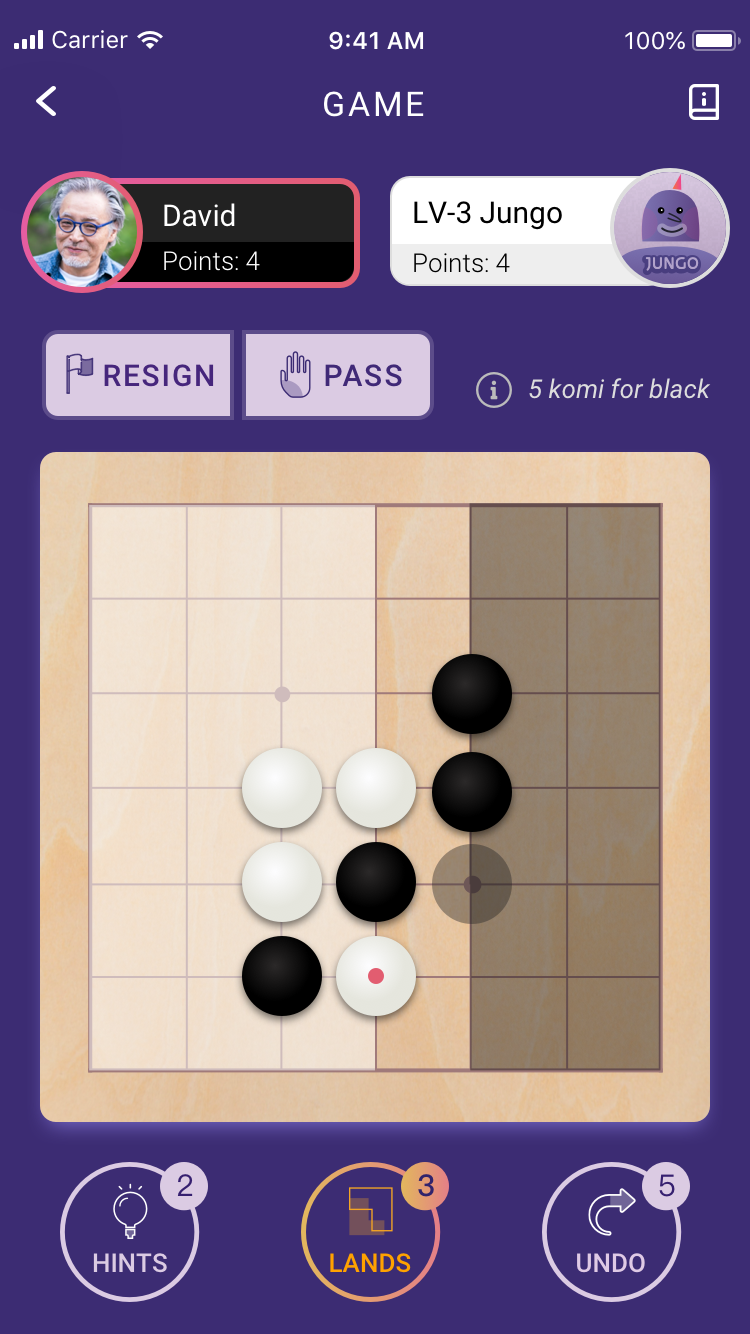 Carrier 9:41 AM 100%
GAME
David
Points: 4
LV-3 Jungo
Points: 4
JUNGO
RESIGN PASS
5 komi for black
2 3 5
HINTS LANDS UNDO